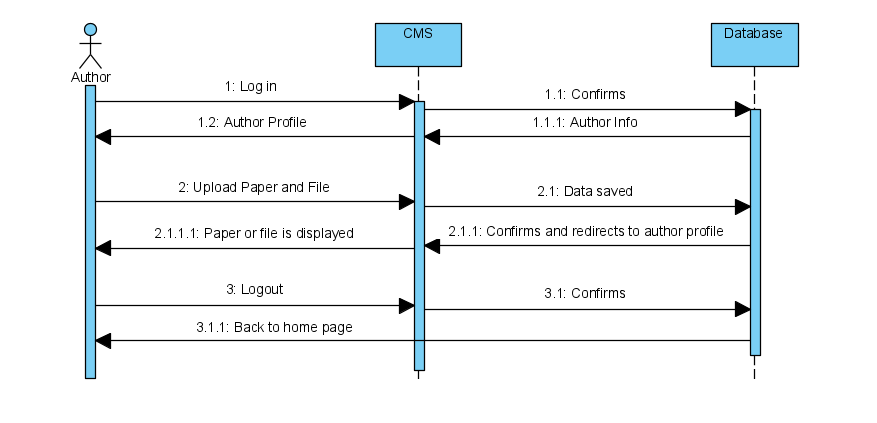 CMS
Database
Author
1: Log in
1.1: Confirms
1.2: Author Profile
1.1.1: Author Info
2: Upload Paper and File
2.1: Data saved
2.1.1.1: Paper or file is displayed
2.1.1: Confirms and redirects to author profile
3: Logout
3.1: Confirms
3.1.1: Back to home page